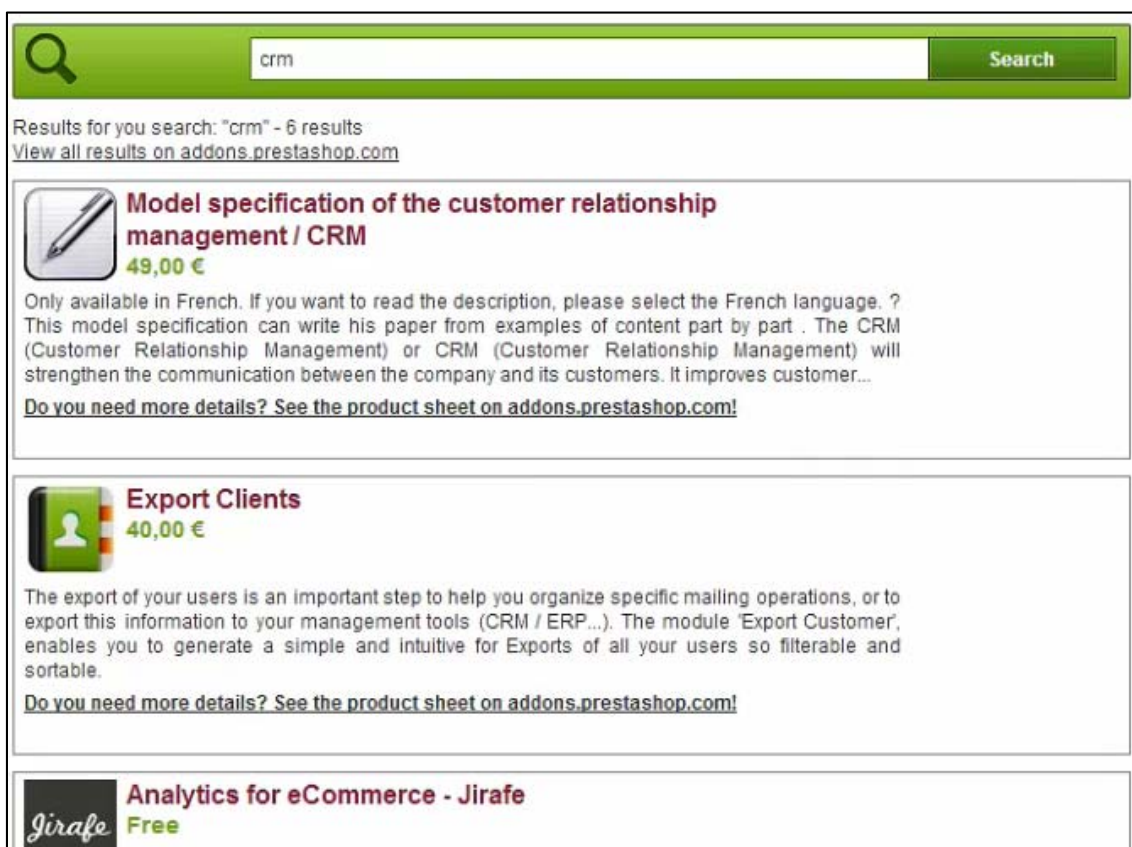 crm
Search
Results for you search: "crm" - 6 results
View all results on addons.prestashop.com
Model specification of the customer relationship
management / CRM
49,00 €
Only available in French. If you want to read the description, please select the French language. ?
This model specification can write his paper from examples of content part by part . The CRM
(Customer Relationship Management) or CRM (Customer Relationship Management) will
strengthen the communication between the company and its customers. It improves customer...
Do you need more details? See the product sheet on addons.prestashop.com!
Export Clients
40,00 €
The export of your users is an important step to help you organize specific mailing operations, or to
export this information to your management tools (CRM / ERP...). The module 'Export Customer',
enables you to generate a simple and intuitive for Exports of all your users so filterable and
sortable.
Do you need more details? See the product sheet on addons.prestashop.com!
Analytics for eCommerce - Jirafe
Jirafe
Free